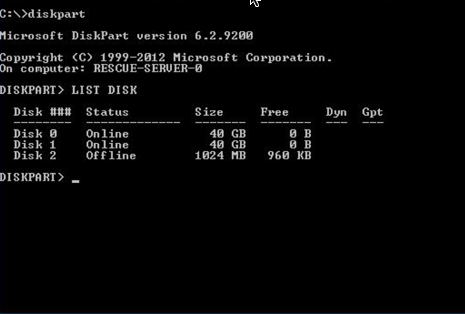 C:\>diskpart
Microsoft DiskPart version 6.2.9200
Copyright (C) 1999-2012 Microsoft Corporation.
On computer: RESCUE-SERVER-0
DISKPART> LIST DISK
Disk ### Status Size Free Dyn Gpt
-------- ------------- ------- ------- --- ---
Disk 0 Online 40 GB 0 B
Disk 1 Online 40 GB 0 B
Disk 2 Offline 1024 MB 960 KB
DISKPART> _